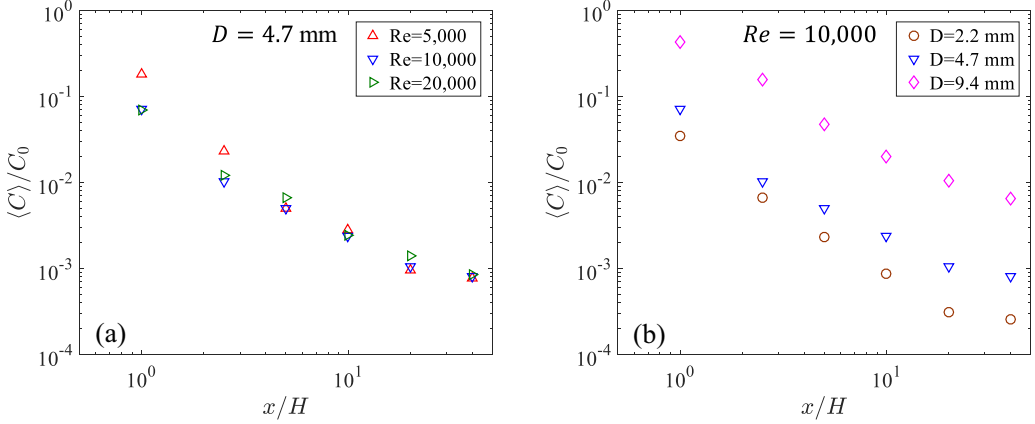 D = 4.7 mm
Re=5,000
Re=10,000
Re=20,000
10^0
10^-1
10^-2
10^-3
10^-4
⟨C⟩/C_0
(a)
10^0
10^1
x/H
Re = 10,000
D=2.2 mm
D=4.7 mm
D=9.4 mm
10^0
10^-1
10^-2
10^-3
10^-4
⟨C⟩/C_0
(b)
10^0
10^1
x/H